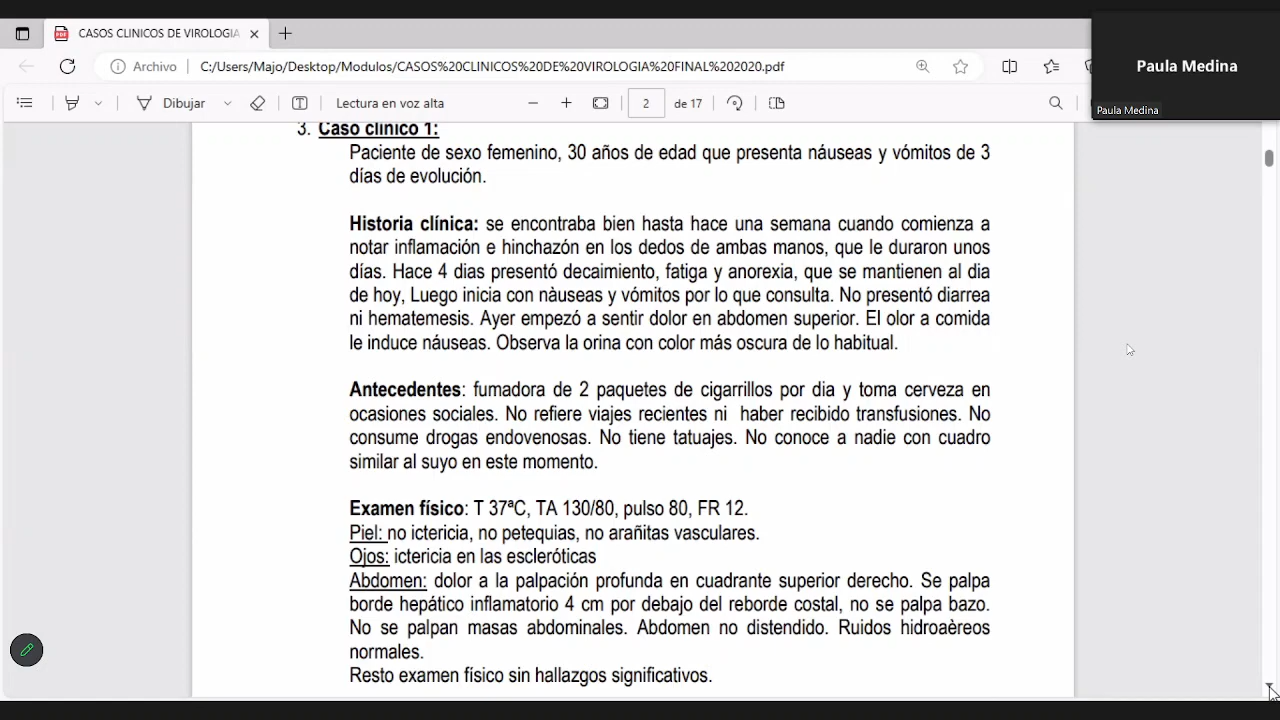 CASOS CLINICOS DE VIROLOGIA
Archivo | C:/Users/Majo/Desktop/Modulos/CASOS%20CLINICOS%20DE%20VIROLOGIA%20FINAL%202020.pdf
Paula Medina
Paula Medina
Dibujar
Lectura en voz alta
2 de 17
3. Caso clínico 1:
Paciente de sexo femenino, 30 años de edad que presenta náuseas y vómitos de 3
días de evolución.
Historia clínica: se encontraba bien hasta hace una semana cuando comienza a
notar inflamación e hinchazón en los dedos de ambas manos, que le duraron unos
días. Hace 4 dias presentó decaimiento, fatiga y anorexia, que se mantienen al dia
de hoy, Luego inicia con nàuseas y vómitos por lo que consulta. No presentó diarrea
ni hematemesis. Ayer empezó a sentir dolor en abdomen superior. El olor a comida
le induce náuseas. Observa la orina con color más oscura de lo habitual.
Antecedentes: fumadora de 2 paquetes de cigarrillos por dia y toma cerveza en
ocasiones sociales. No refiere viajes recientes ni haber recibido transfusiones. No
consume drogas endovenosas. No tiene tatuajes. No conoce a nadie con cuadro
similar al suyo en este momento.
Examen físico: T 37ªC, TA 130/80, pulso 80, FR 12.
Piel: no ictericia, no petequias, no arañitas vasculares.
Ojos: ictericia en las escleróticas
Abdomen: dolor a la palpación profunda en cuadrante superior derecho. Se palpa
borde hepático inflamatorio 4 cm por debajo del reborde costal, no se palpa bazo.
No se palpan masas abdominales. Abdomen no distendido. Ruidos hidroaèreos
normales.
Resto examen físico sin hallazgos significativos.